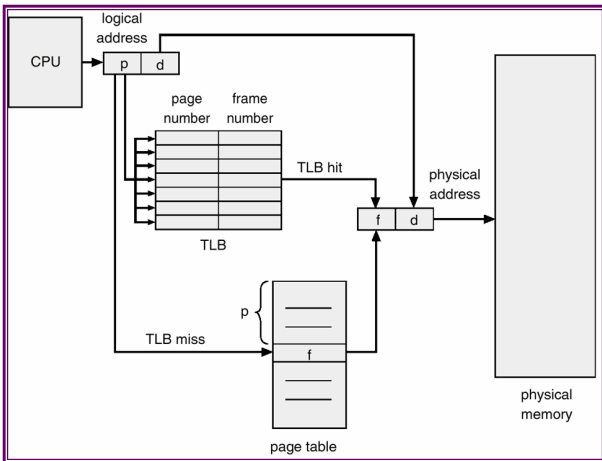 logical
address
CPU
p d
page frame
number number
TLB hit
physical
address
f d
TLB
p
TLB miss
f
page table
physical
memory